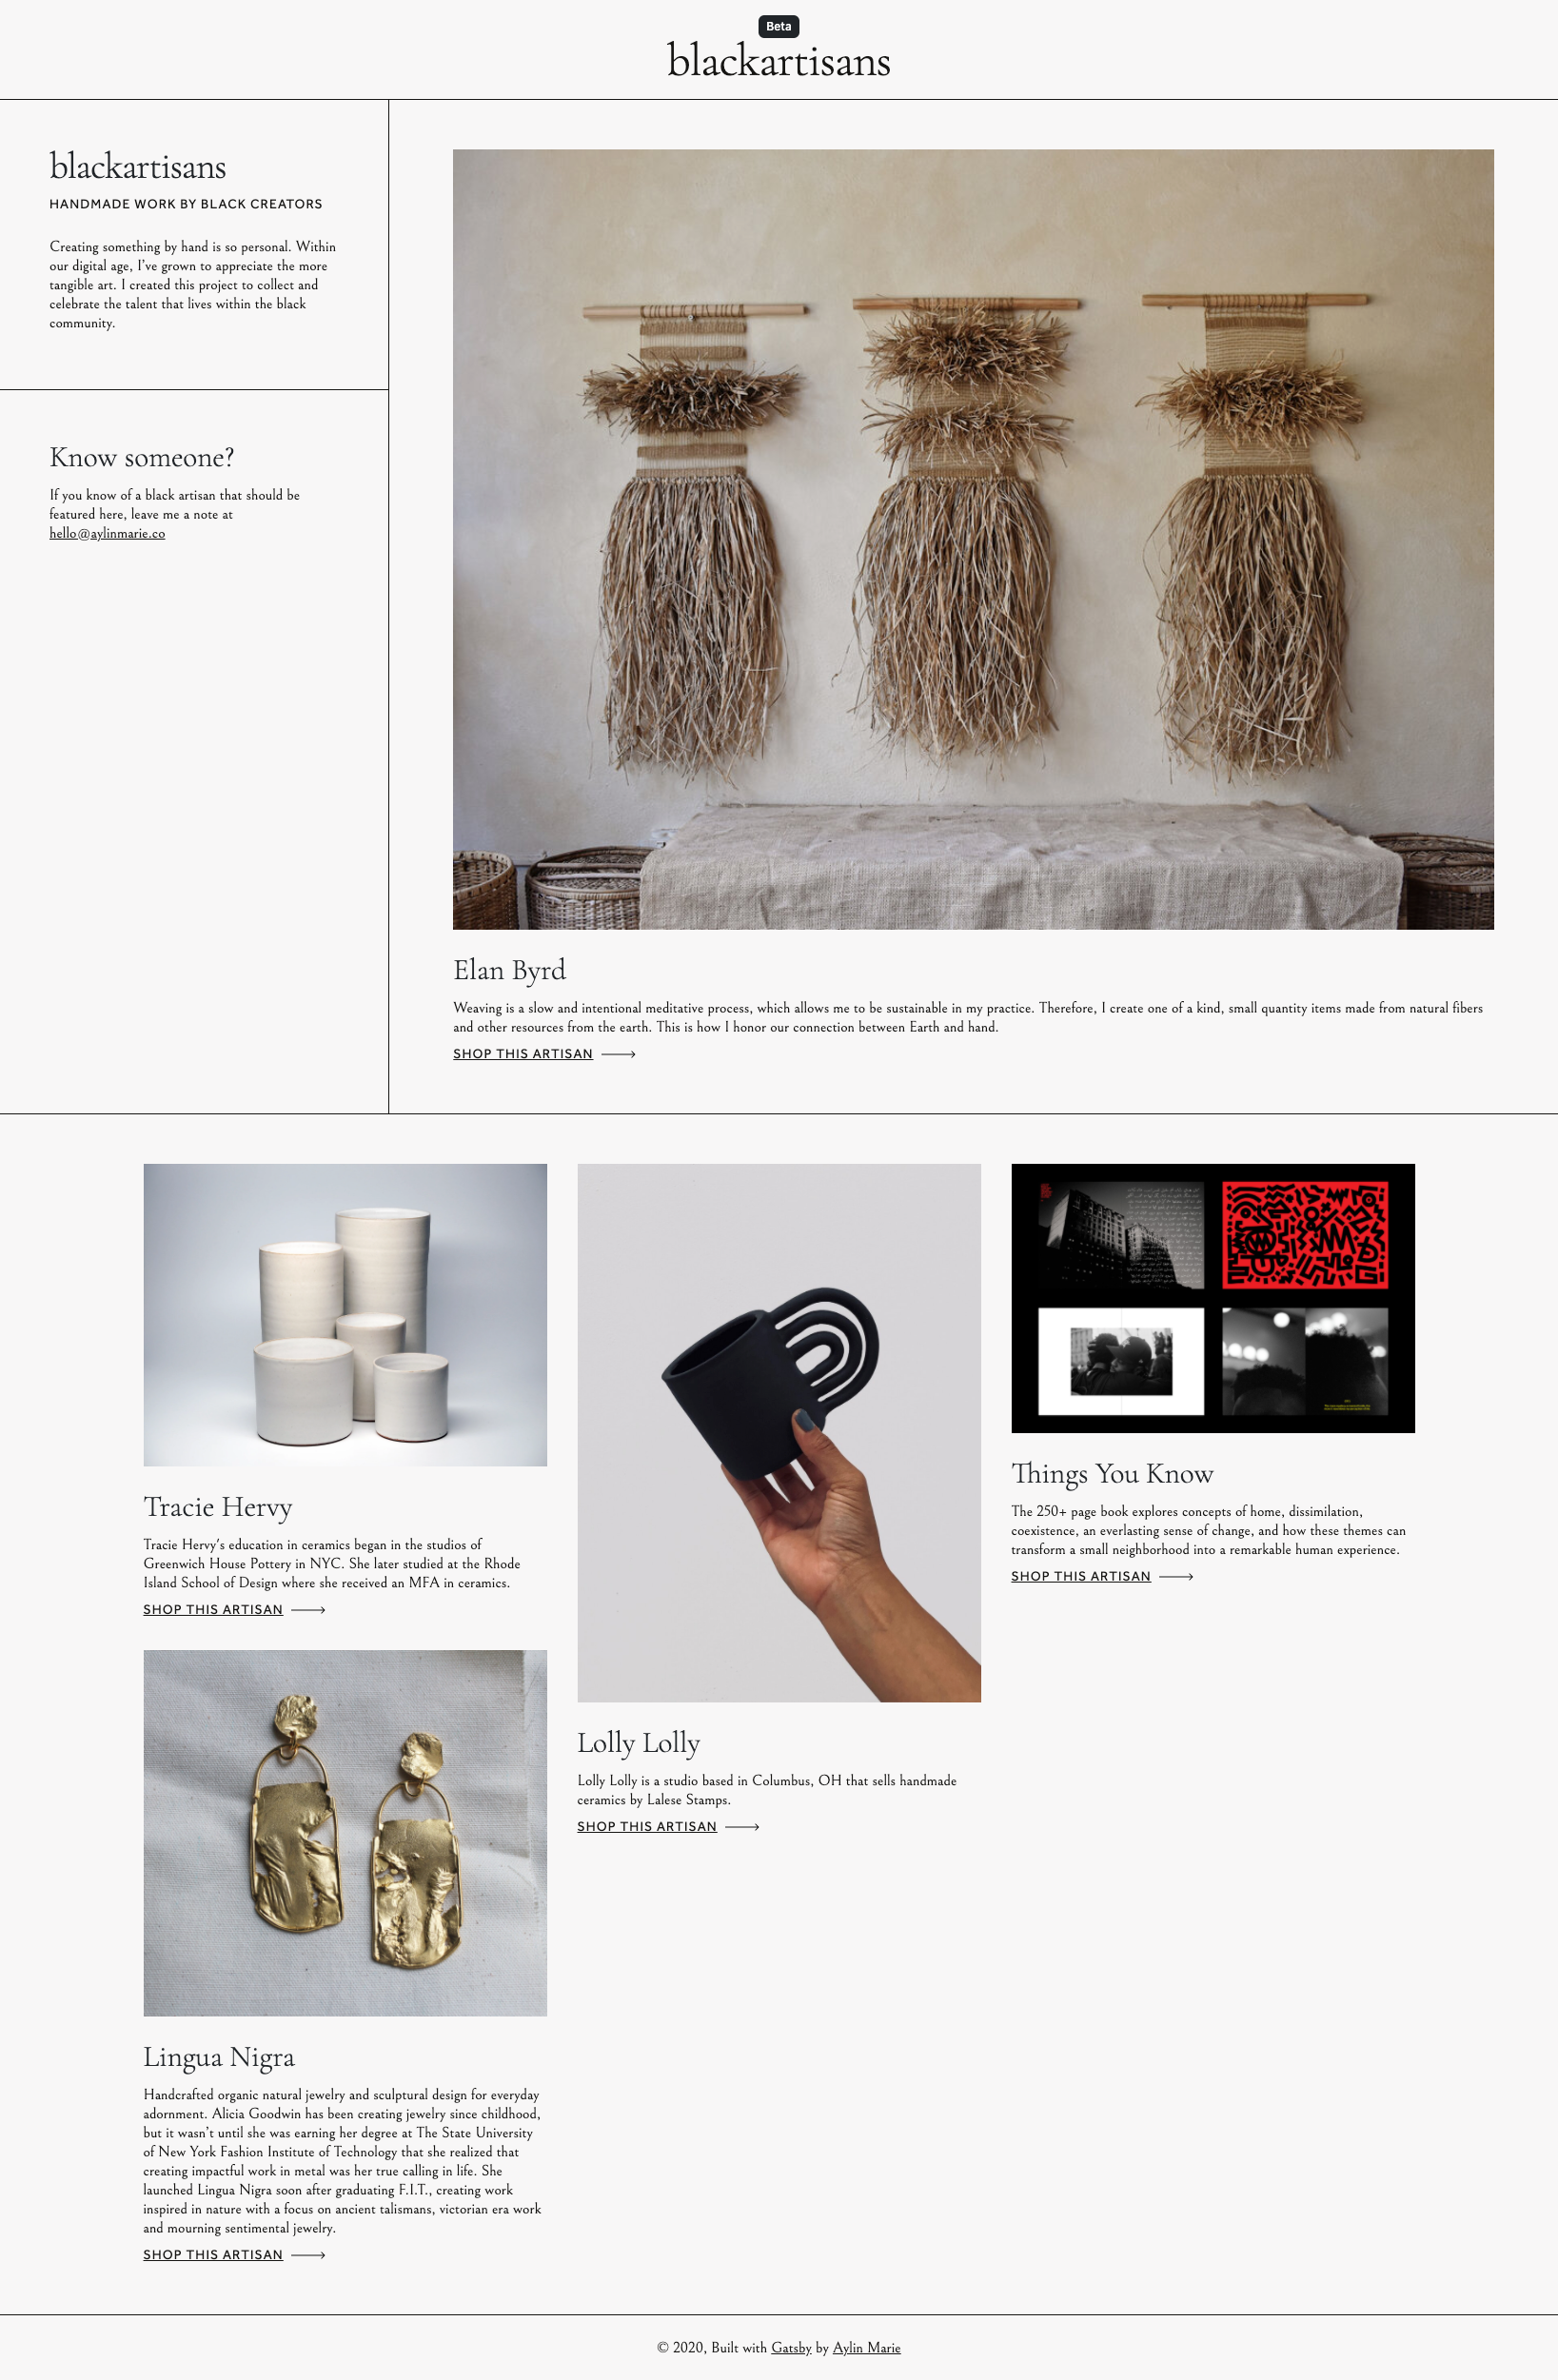 Beta
blackartisans
blackartisans
HANDMADE WORK BY BLACK CREATORS
Creating something by hand is so personal. Within
our digital age, I've grown to appreciate the more
tangible art. I created this project to collect and
celebrate the talent that lives within the black
community.
Know someone?
If you know of a black artisan that should be
featured here, leave me a note at
hello@aylinmarie.co
Elan Byrd
Weaving is a slow and intentional meditative process, which allows me to be sustainable in my practice. Therefore, I create one of a kind, small quantity items made from natural fibers
and other resources from the earth. This is how I honor our connection between Earth and hand.
SHOP THIS ARTISAN
Tracie Hervy
Tracie Hervy's education in ceramics began in the studios of
Greenwich House Pottery in NYC. She later studied at the Rhode
Island School of Design where she received an MFA in ceramics.
SHOP THIS ARTISAN
Lingua Nigra
Handcrafted organic natural jewelry and sculptural design for everyday
adornment. Alicia Goodwin has been creating jewelry since childhood,
but it wasn't until she was earning her degree at The State University
of New York Fashion Institute of Technology that she realized that
creating impactful work in metal was her true calling in life. She
launched Lingua Nigra soon after graduating F.I.T., creating work
inspired in nature with a focus on ancient talismans, victorian era work
and mourning sentimental jewelry.
SHOP THIS ARTISAN
Lolly Lolly
Lolly Lolly is a studio based in Columbus, OH that sells handmade
ceramics by Lalese Stamps.
SHOP THIS ARTISAN
Things You Know
The 250+ page book explores concepts of home, dissimilation,
coexistence, an everlasting sense of change, and how these themes can
transform a small neighborhood into a remarkable human experience.
SHOP THIS ARTISAN
© 2020, Built with Gatsby by Aylin Marie